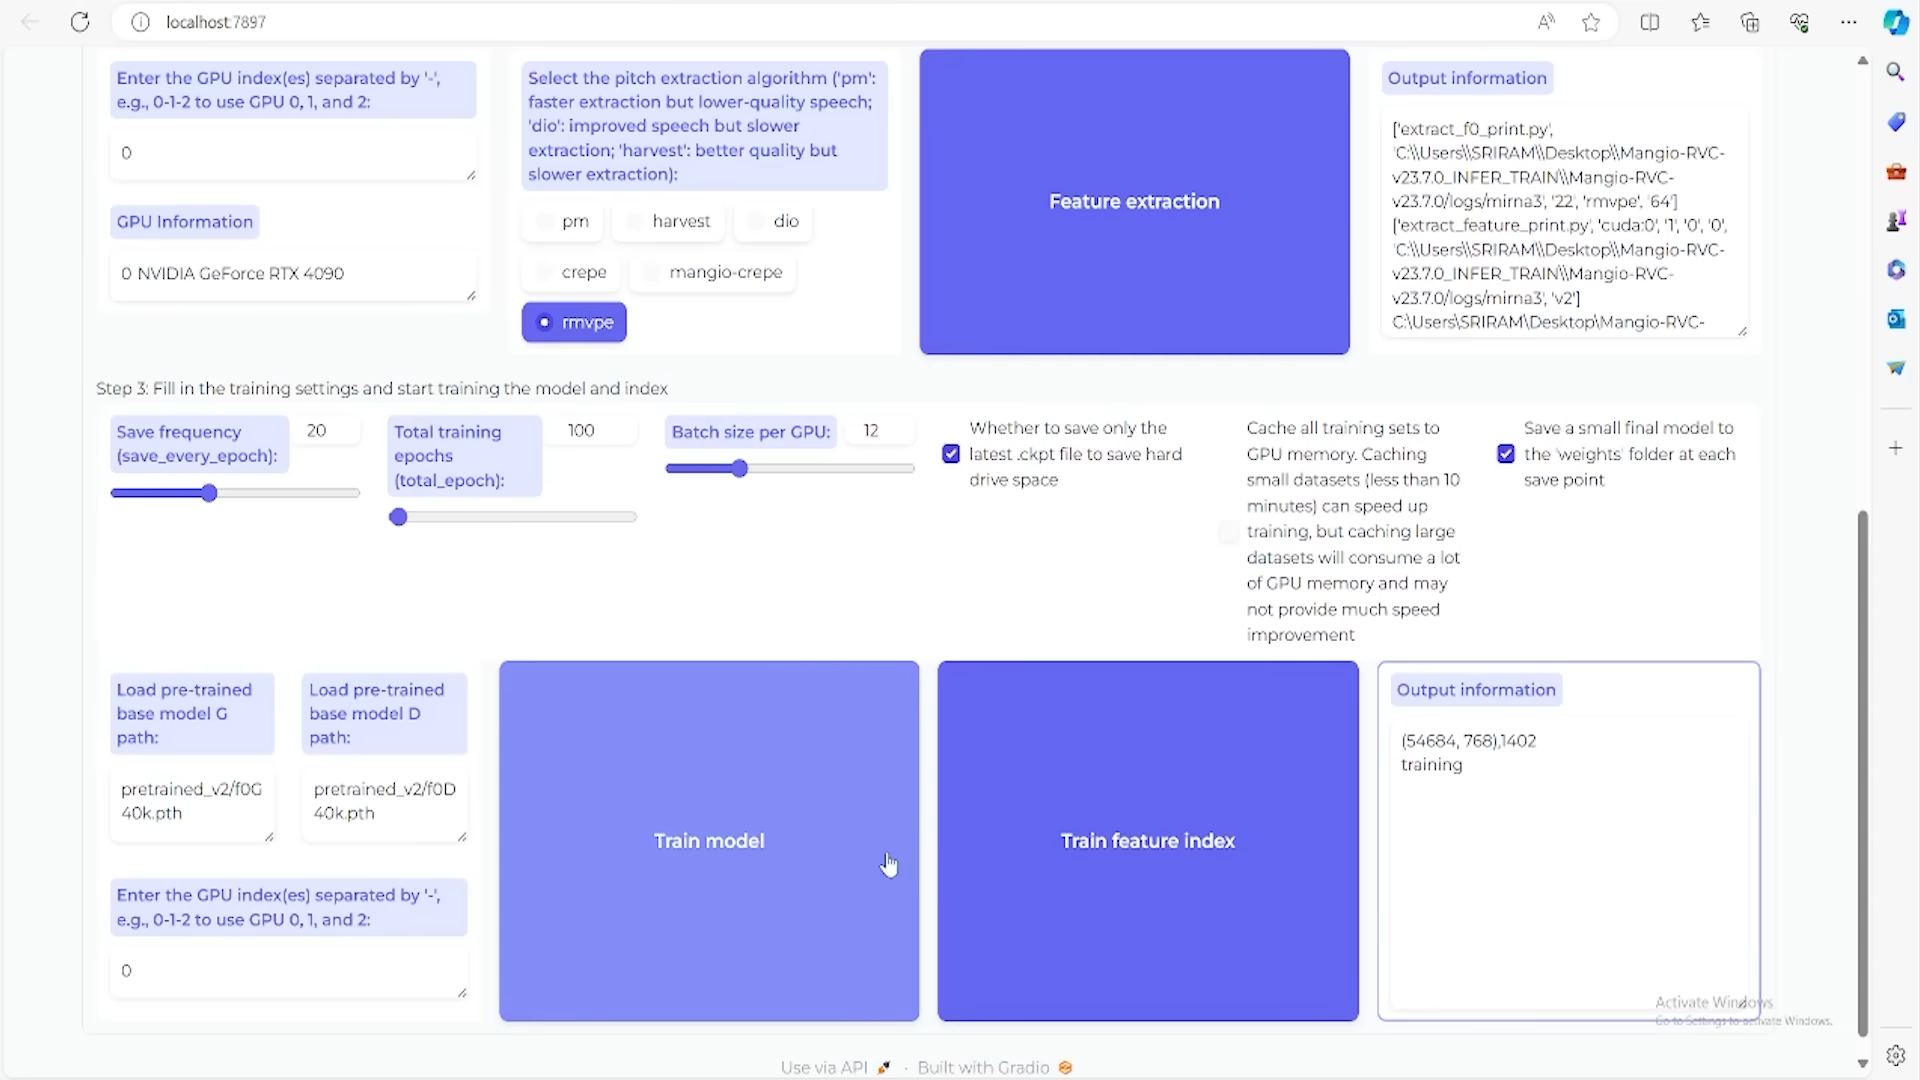 localhost:7897
Enter the GPU index(es) separated by '-',
e.g., 0-1-2 to use GPU 0, 1, and 2:
0
GPU Information
0 NVIDIA GeForce RTX 4090
Select the pitch extraction algorithm ('pm':
faster extraction but lower-quality speech;
'dio': improved speech but slower
extraction; 'harvest': better quality but
slower extraction):
pm
harvest
dio
crepe
mangio-crepe
rmvpe
Feature extraction
Output information
['extract_f0_print.py',
'C:\\Users\\SRIRAM\\Desktop\\Mangio-RVC-
v23.7.0_INFER_TRAIN\\Mangio-RVC-
v23.7.0/logs/mirna3', '22', 'rmvpe', '64']
['extract_feature_print.py', 'cuda:0', '1', '0', '0',
'C:\\Users\\SRIRAM\\Desktop\\Mangio-RVC-
v23.7.0_INFER_TRAIN\\Mangio-RVC-
v23.7.0/logs/mirna3', 'v2']
C:\Users\SRIRAM\Desktop\Mangio-RVC-
Step 3: Fill in the training settings and start training the model and index
Save frequency
(save_every_epoch):
20
Total training
epochs
(total_epoch):
100
Batch size per GPU:
12
Whether to save only the
latest .ckpt file to save hard
drive space
Cache all training sets to
GPU memory. Caching
small datasets (less than 10
minutes) can speed up
training, but caching large
datasets will consume a lot
of GPU memory and may
not provide much speed
improvement
Save a small final model to
the 'weights' folder at each
save point
Load pre-trained
base model G
path:
pretrained_v2/f0G
40k.pth
Load pre-trained
base model D
path:
pretrained_v2/f0D
40k.pth
Enter the GPU index(es) separated by '-',
e.g., 0-1-2 to use GPU 0, 1, and 2:
0
Train model
Train feature index
Output information
(54684, 768),1402
training
Activate Windows
Go to Settings to activate Windows.
Use via API
·
Built with Gradio